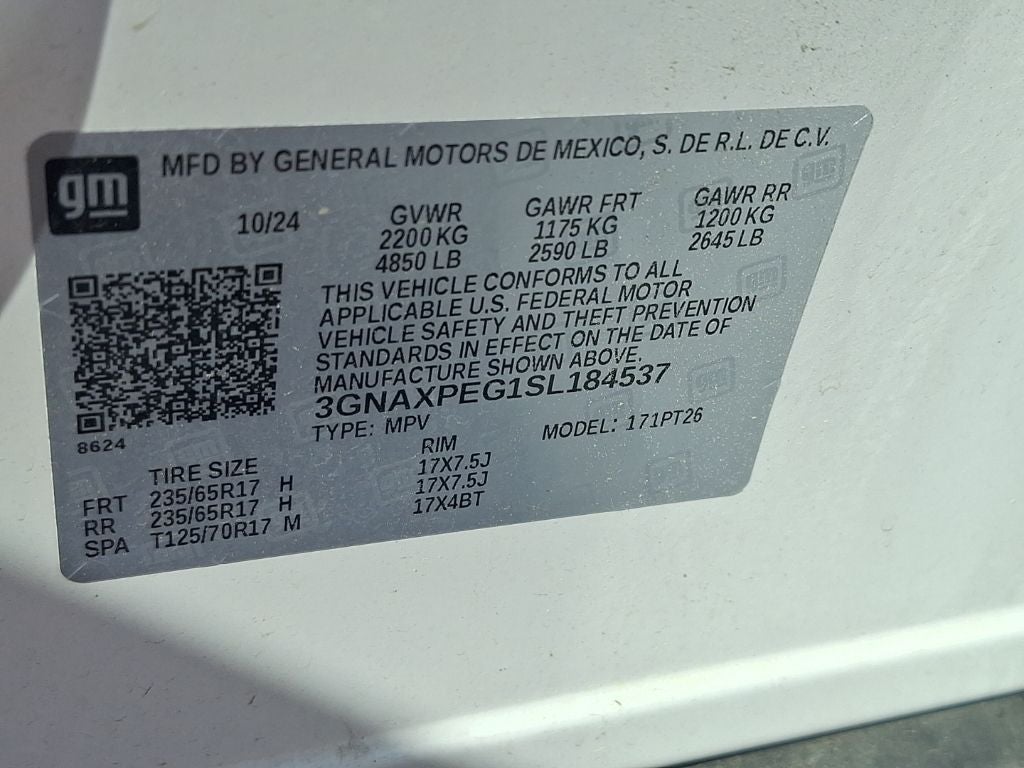 gm
MFD BY GENERAL MOTORS DE MEXICO, S. DE R.L. DE C.V.
10/24
GVWR
2200 KG
4850 LB
GAWR FRT
1175 KG
2590 LB
GAWR RR
1200 KG
2645 LB
THIS VEHICLE CONFORMS TO ALL
APPLICABLE U.S. FEDERAL MOTOR
VEHICLE SAFETY AND THEFT PREVENTION
STANDARDS IN EFFECT ON THE DATE OF
MANUFACTURE SHOWN ABOVE.
3GNAXPEG1SL184537
TYPE: MPV MODEL: 171PT26
8624
TIRE SIZE RIM
FRT 235/65R17 H 17X7.5J
RR 235/65R17 H 17X7.5J
SPA T125/70R17 M 17X4BT